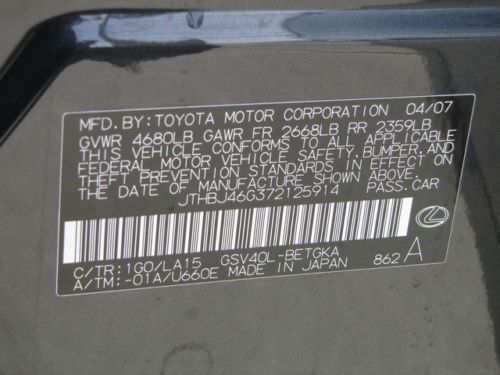 MFD. BY: TOYOTA MOTOR CORPORATION 04/07
GVWR 4680LB GAWR FR 2668LB RR 2359LB
THIS VEHICLE CONFORMS TO ALL APPLICABLE
FEDERAL MOTOR VEHICLE SAFETY, BUMPER, AND
THEFT PREVENTION STANDARDS IN EFFECT ON
THE DATE OF MANUFACTURE SHOWN ABOVE.
JTHBJ46G372125914 PASS. CAR
C/TR: 1G0/LA15 GSV40L-BETGKA
A/TM: -01A/U660E MADE IN JAPAN 862 A